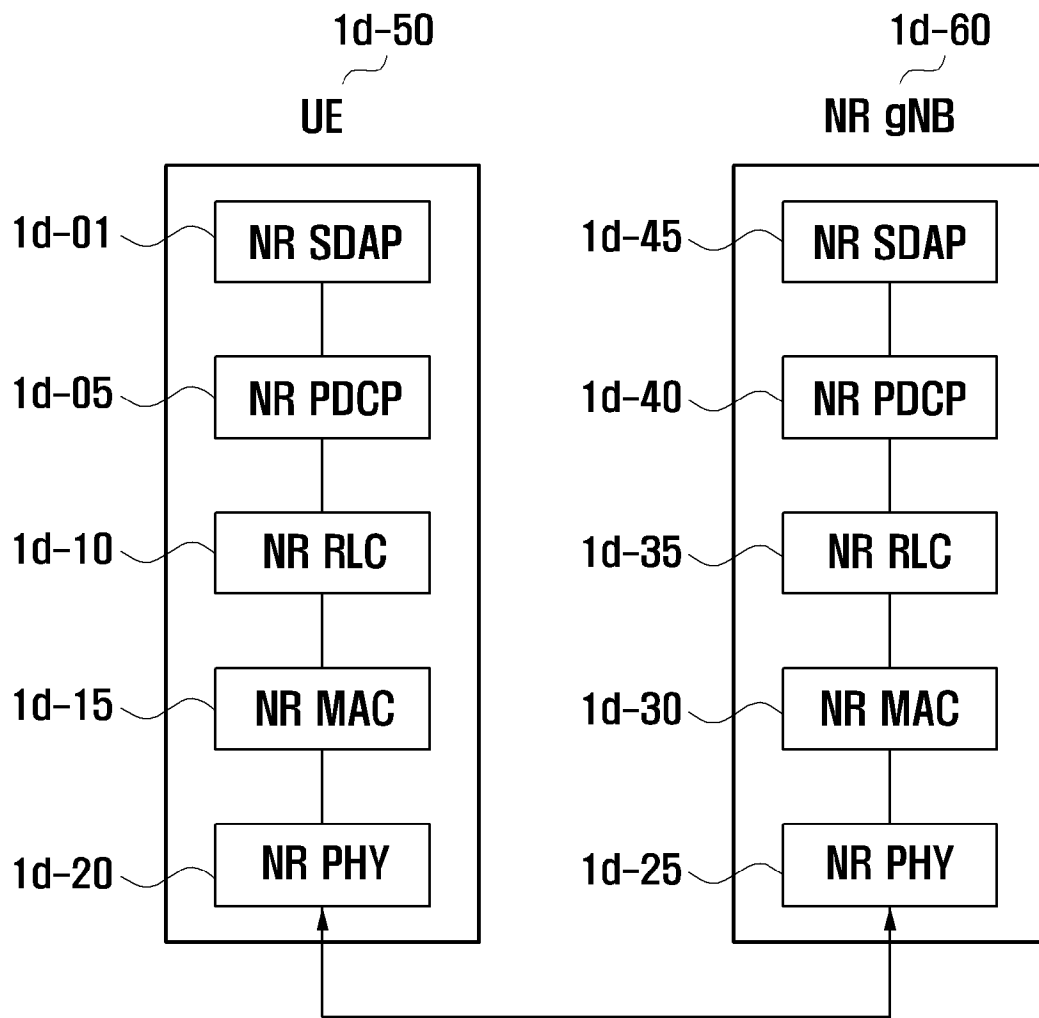 1d-50
1d-60
UE
NR gNB
1d-01
NR SDAP
1d-45
NR SDAP
1d-05
NR PDCP
1d-40
NR PDCP
1d-10
NR RLC
1d-35
NR RLC
1d-15
NR MAC
1d-30
NR MAC
1d-20
NR PHY
1d-25
NR PHY